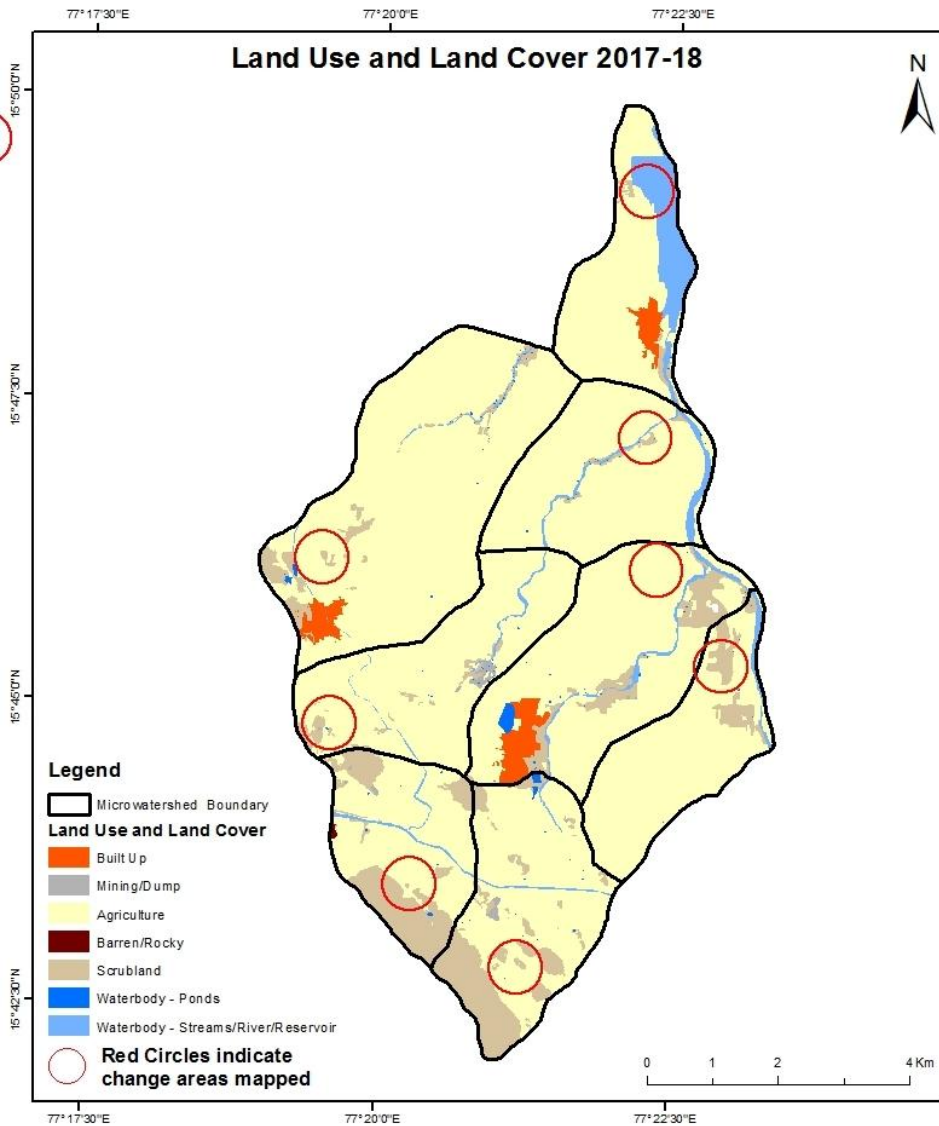 77°17'30"E 77°20'0"E 77°22'30"E
Land Use and Land Cover 2017-18
N
15°50'0"N
15°47'30"N
15°45'0"N
15°42'30"N
Legend
Microwatershed Boundary
Land Use and Land Cover
Built Up
Mining/Dump
Agriculture
Barren/Rocky
Scrubland
Waterbody - Ponds
Waterbody - Streams/River/Reservoir
Red Circles indicate
change areas mapped
0 1 2 4 Km
77°17'30"E 77°20'0"E 77°22'30"E